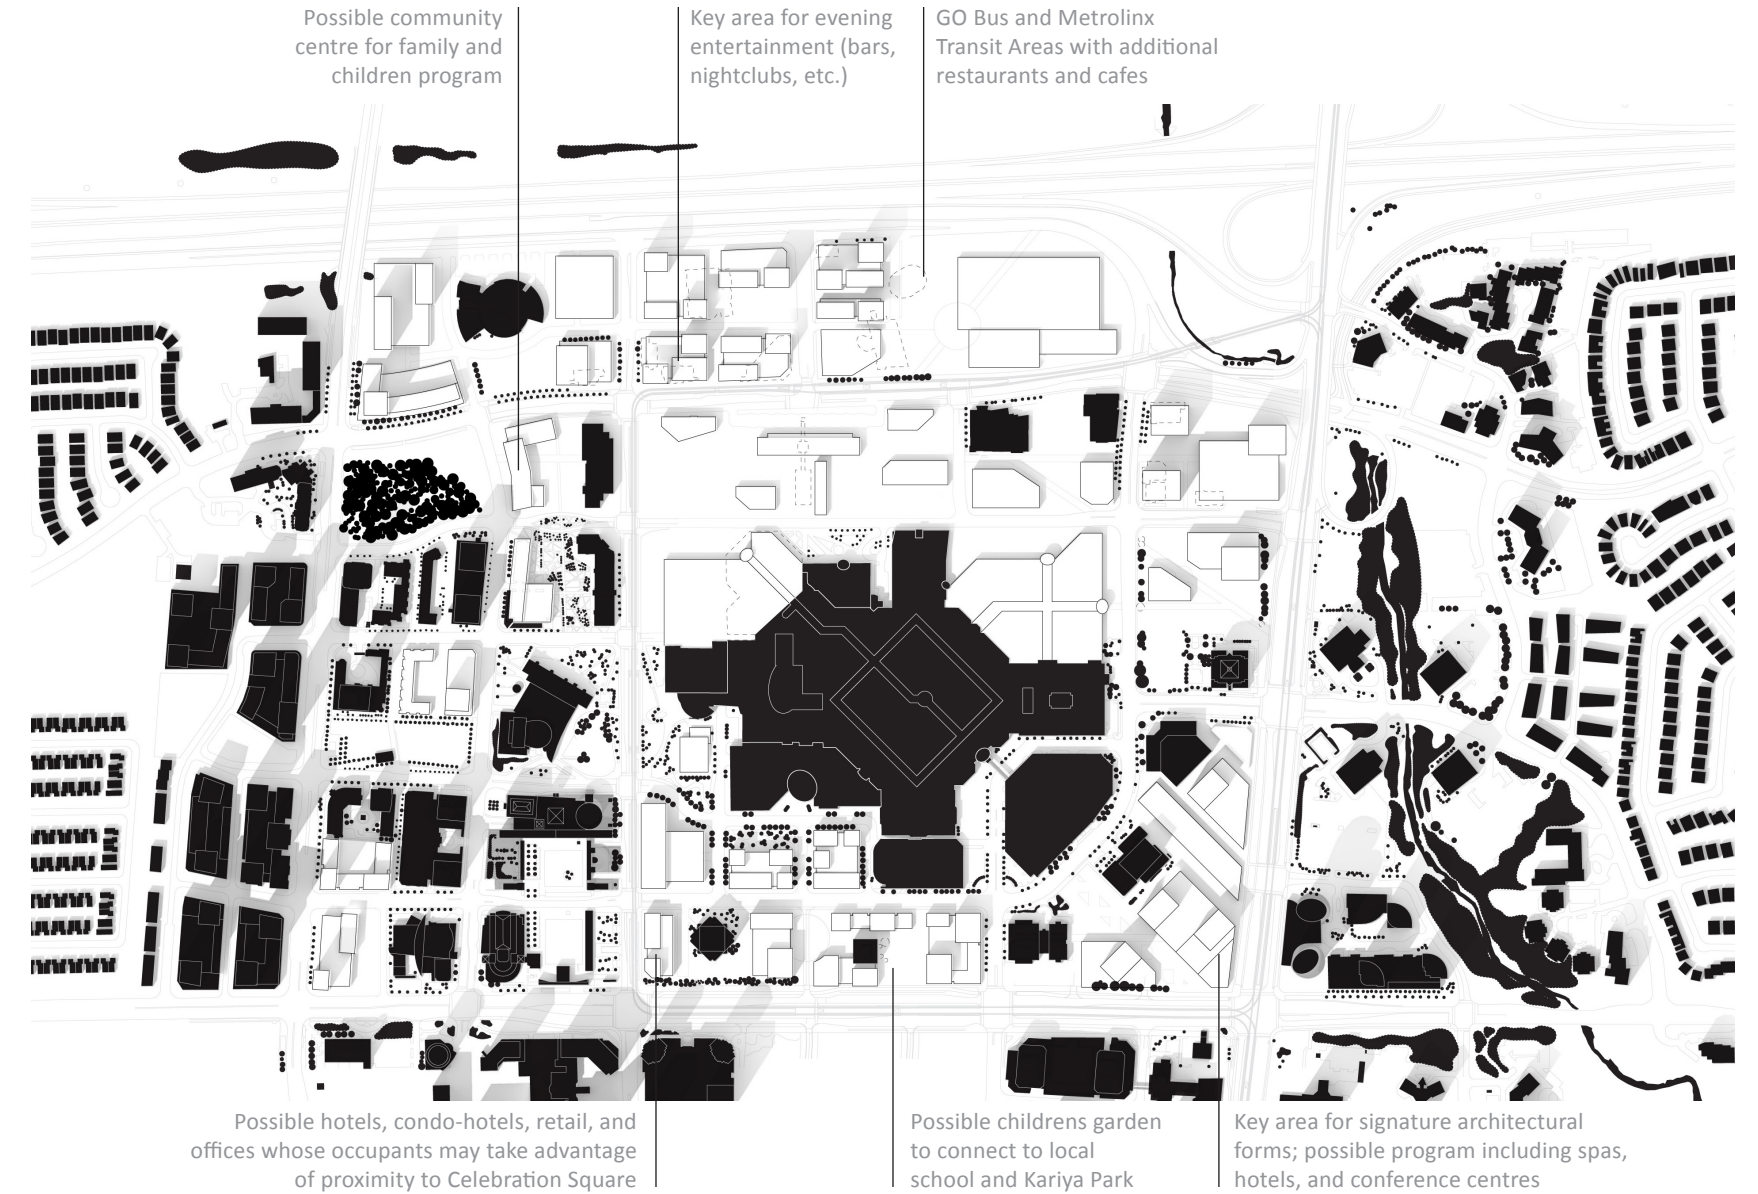 Possible community
centre for family and
children program
Key area for evening
entertainment (bars,
nightclubs, etc.)
GO Bus and Metrolinx
Transit Areas with additional
restaurants and cafes
Possible hotels, condo-hotels, retail, and
offices whose occupants may take advantage
of proximity to Celebration Square
Possible childrens garden
to connect to local
school and Kariya Park
Key area for signature architectural
forms; possible program including spas,
hotels, and conference centres